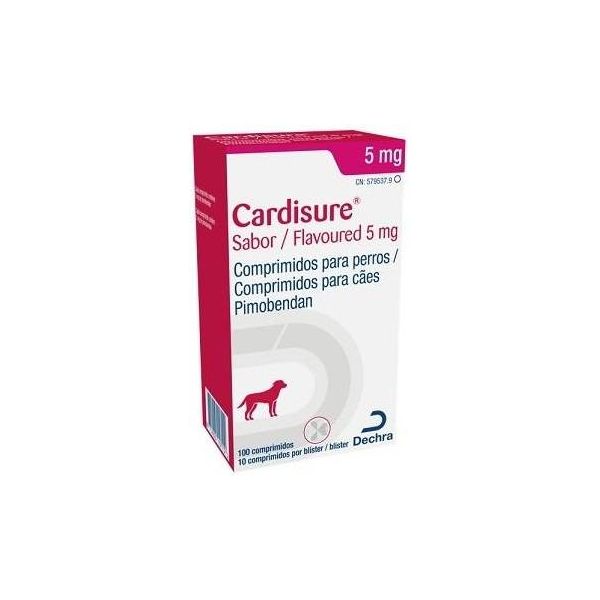 Cardisure
5 mg
CN: 579537.9
Cardisure®
Sabor / Flavoured 5 mg
Comprimidos para perros /
Comprimidos para cães
Pimobendan
100 comprimidos
10 comprimidos por blíster / blister
Dechra